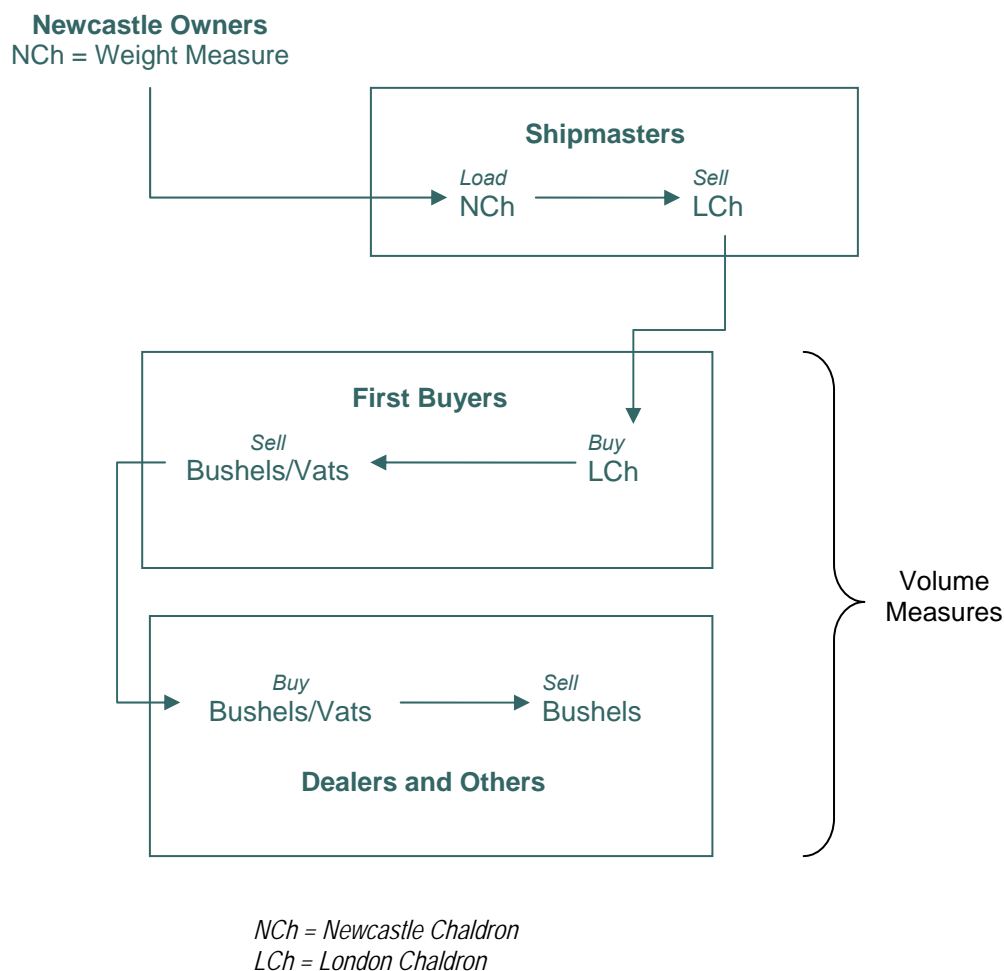 Newcastle Owners
NCh = Weight Measure
Shipmasters
Load
NCh
Sell
LCh
First Buyers
Sell
Bushels/Vats
Buy
LCh
Volume
Measures
Buy
Bushels/Vats
Sell
Bushels
Dealers and Others
NCh = Newcastle Chaldron
LCh = London Chaldron